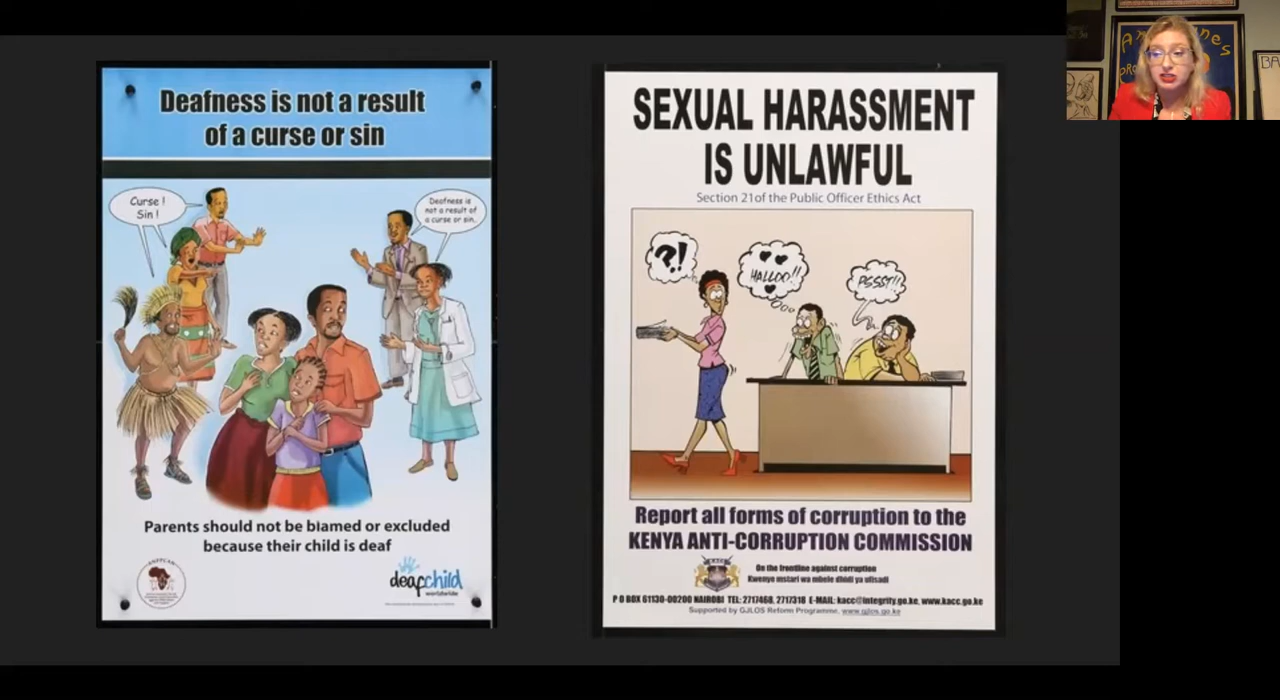 Deafness is not a result
of a curse or sin
Curse !
Sin !
Deafness is
not a result of
a curse or sin..
Parents should not be blamed or excluded
because their child is deaf
ANPPCAN
deafchild
worldwide
SEXUAL HARASSMENT
IS UNLAWFUL
Section 21of the Public Officer Ethics Act
?!
HALLOO!!
PSSST!!
Report all forms of corruption to the
KENYA ANTI-CORRUPTION COMMISSION
On the frontline against corruption
Kwenye mstari wa mbele dhidi ya ufisadi
P O BOX 61130-00200 NAIROBI TEL: 2717468, 2717318 E-MAIL: kacc@integrity.go.ke, www.kacc.go.ke
Supported by GJLOS Reform Programme, www.gjlos.go.ke